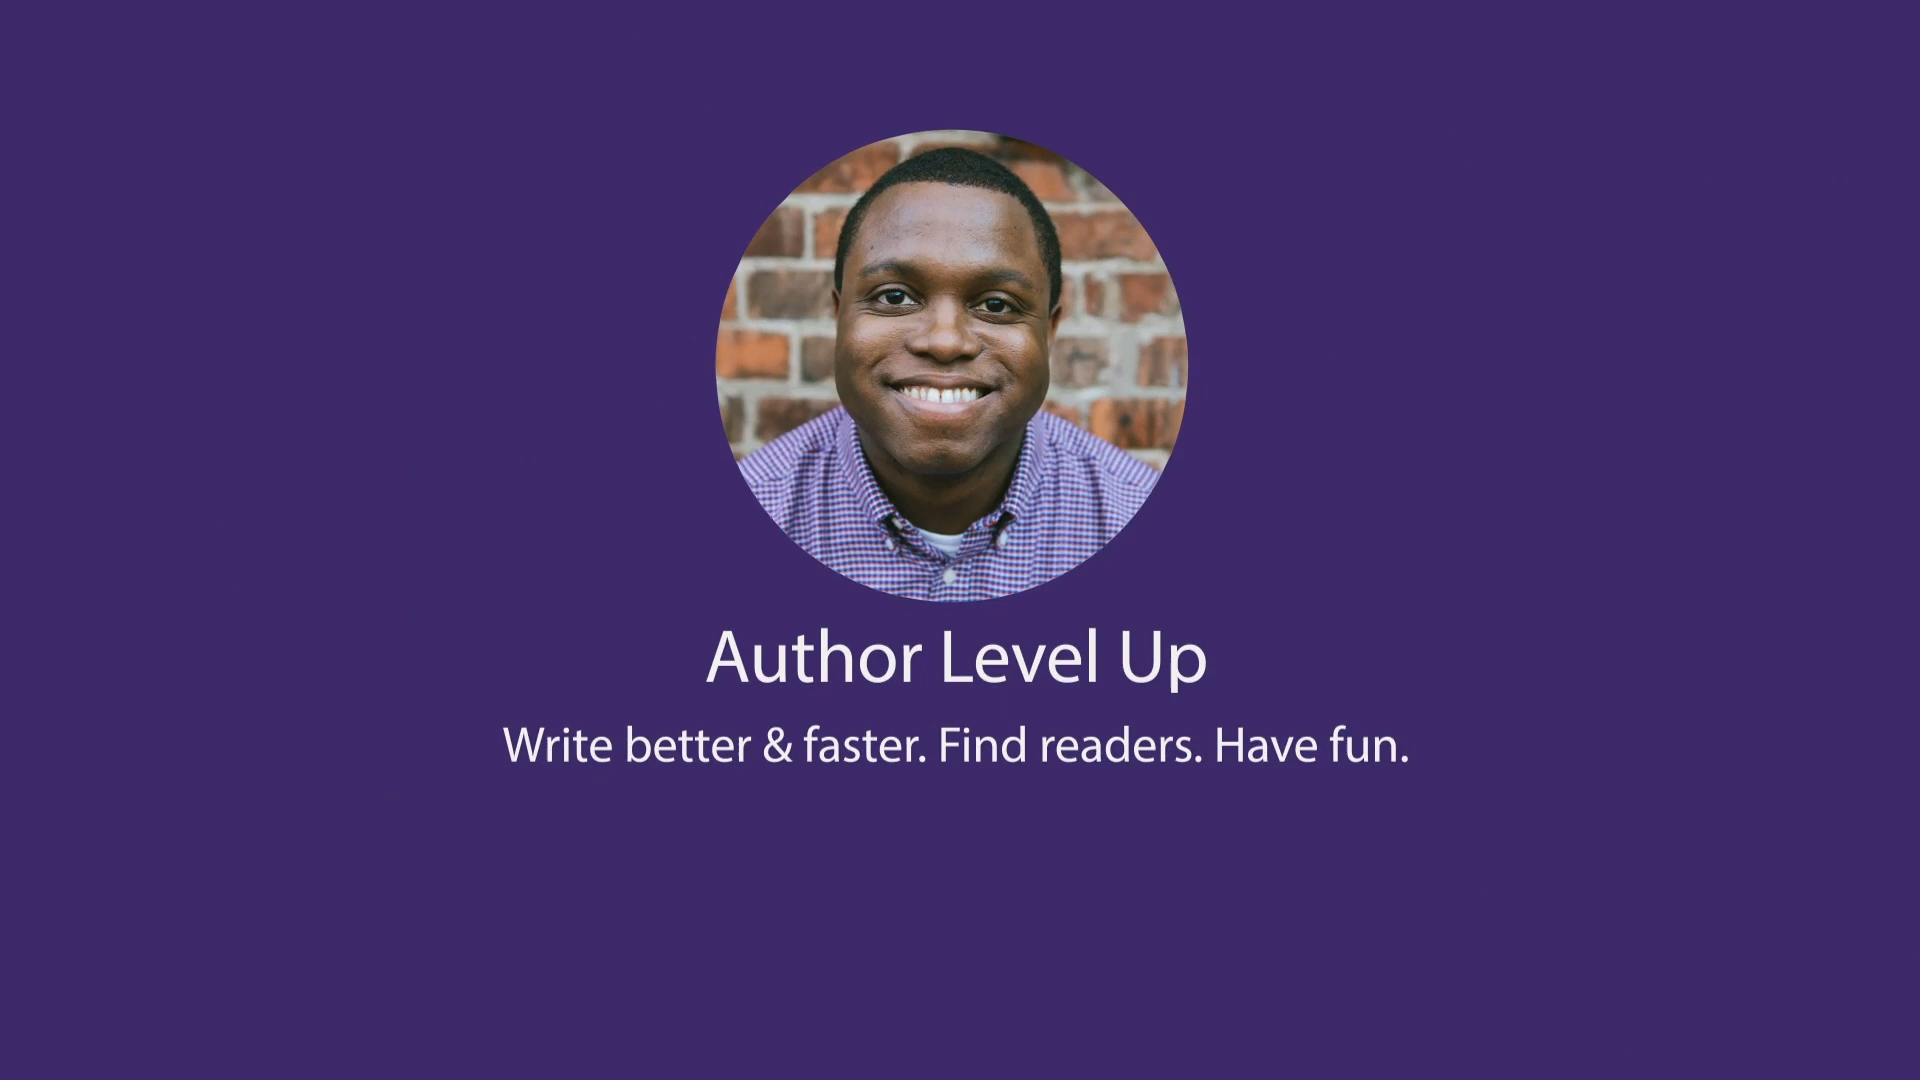 Author Level Up
Write better & faster. Find readers. Have fun.